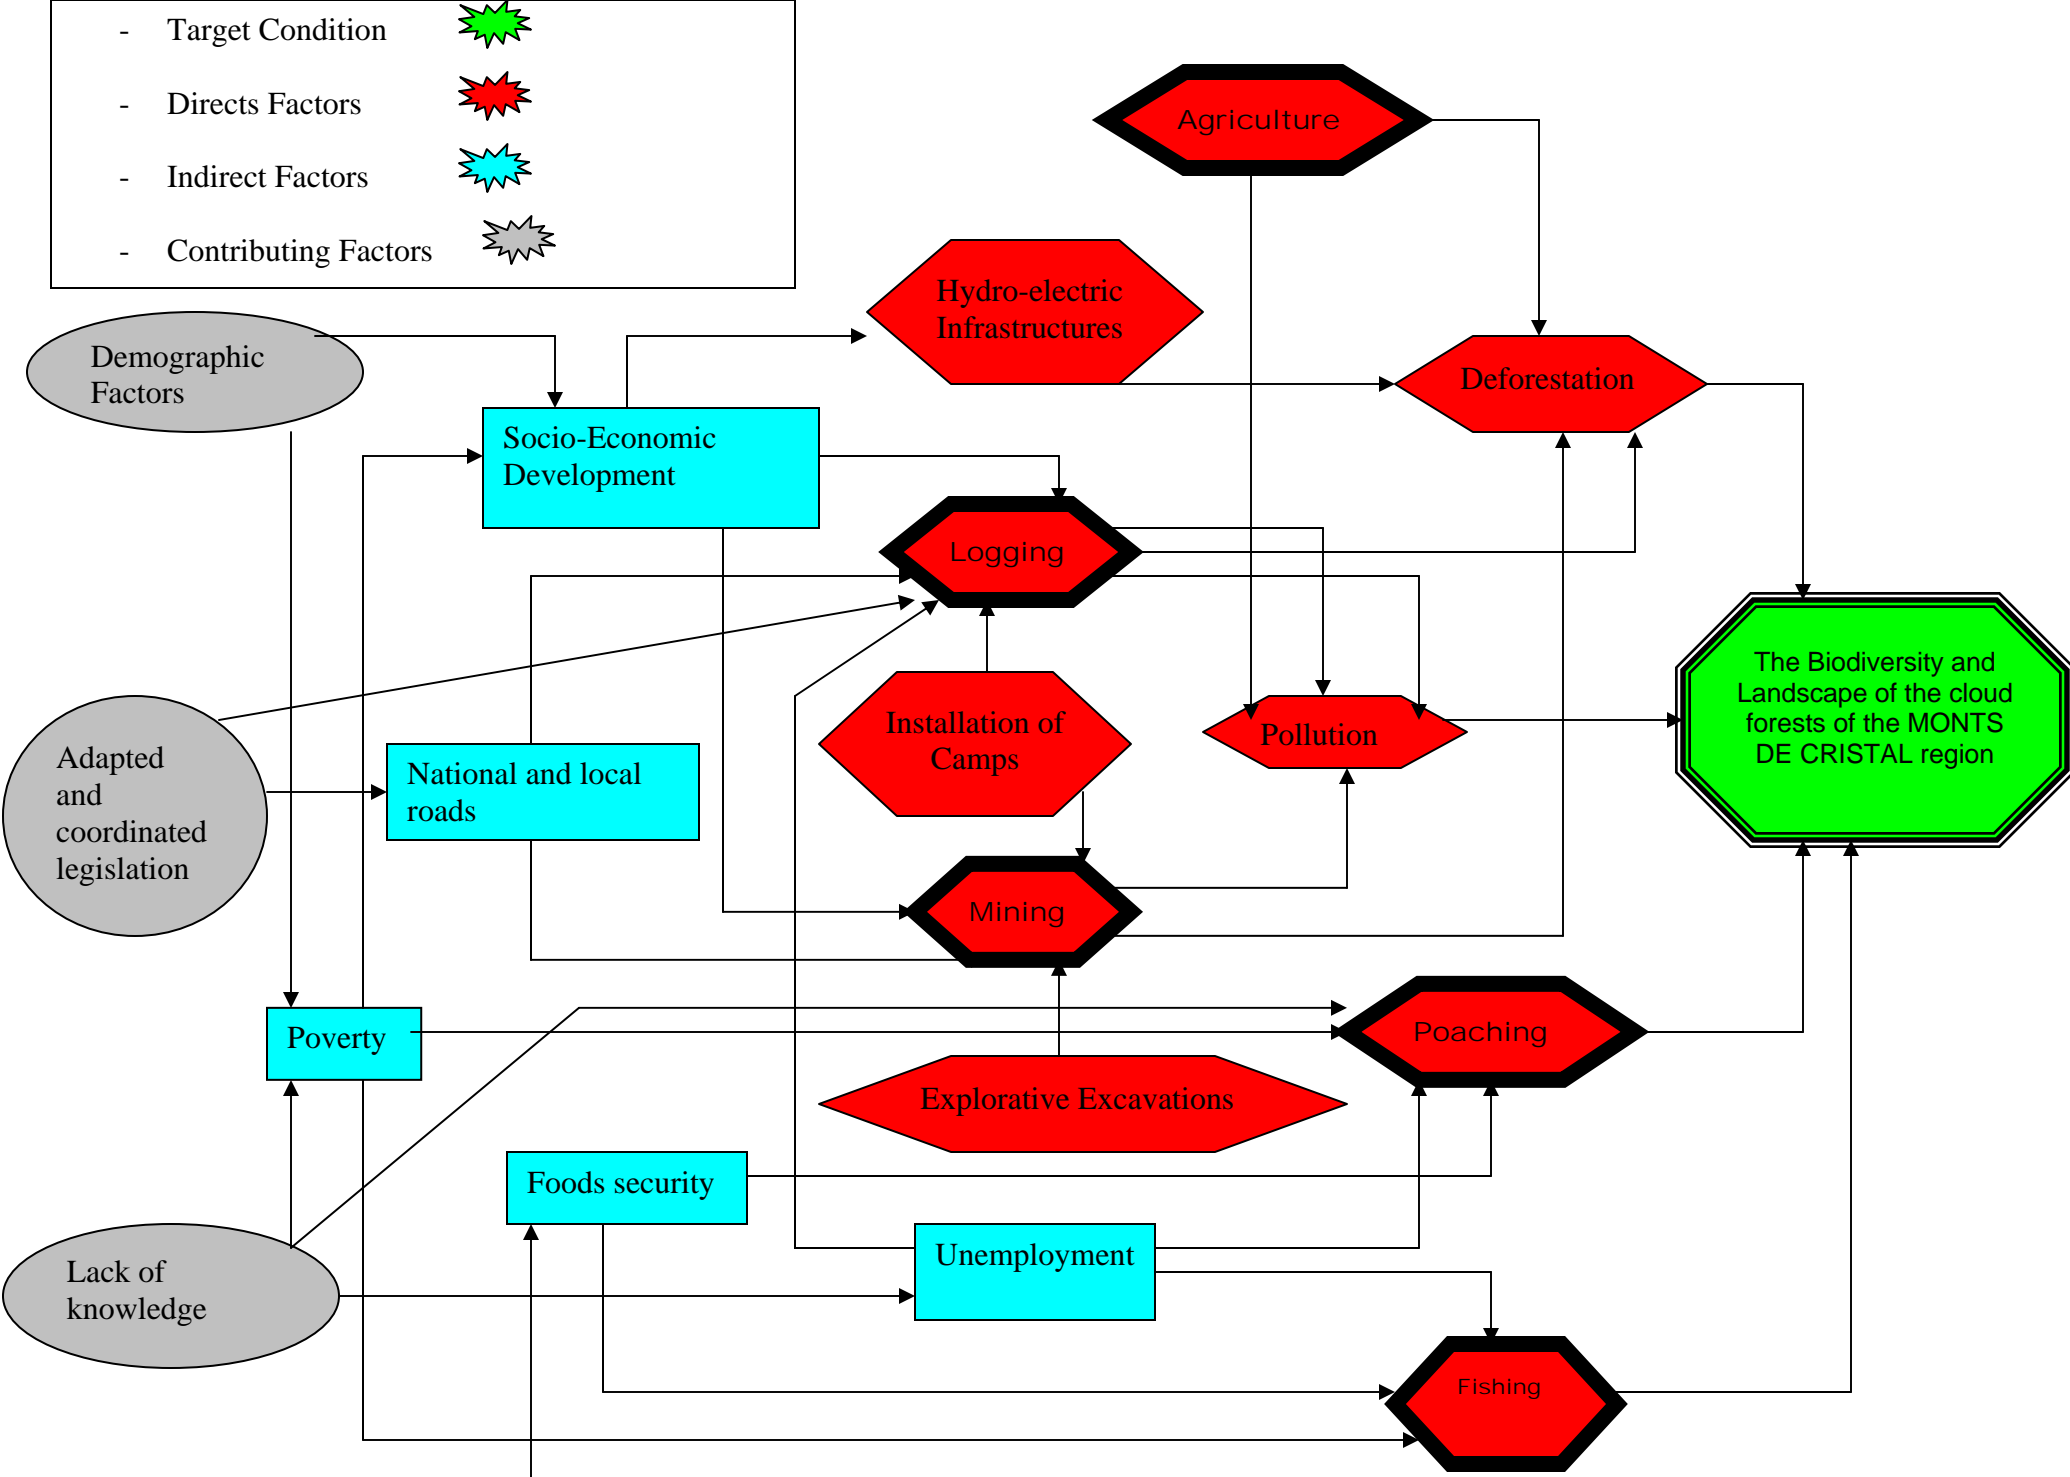 - Target Condition
- Directs Factors
- Indirect Factors
- Contributing Factors
Agriculture
Hydro-electric
Infrastructures
Demographic
Factors
Deforestation
Socio-Economic
Development
Logging
The Biodiversity and
Landscape of the cloud
forests of the MONTS
DE CRISTAL region
Installation of
Camps
Pollution
Adapted
and
coordinated
legislation
National and local
roads
Mining
Poverty
Poaching
Explorative Excavations
Foods security
Unemployment
Lack of
knowledge
Fishing